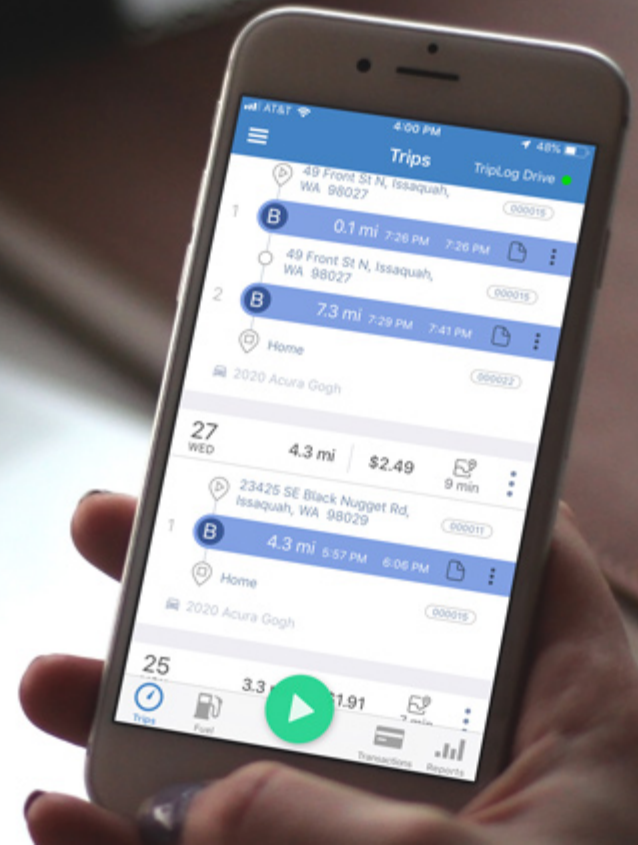 AT&T
4:00 PM
48%
Trips
TripLog Drive
49 Front St N, Issaquah,
WA 98027
000015
1
B
0.1 mi 7:26 PM 7:26 PM
49 Front St N, Issaquah,
WA 98027
000015
2
B
7.3 mi 7:29 PM 7:41 PM
Home
000022
2020 Acura Gogh
27
WED
4.3 mi
$2.49
9 min
23425 SE Black Nugget Rd,
Issaquah, WA 98029
000011
1
B
4.3 mi 5:57 PM 6:06 PM
Home
000015
2020 Acura Gogh
25
3.3
1.91
Trips
Fuel
Transactions
Reports